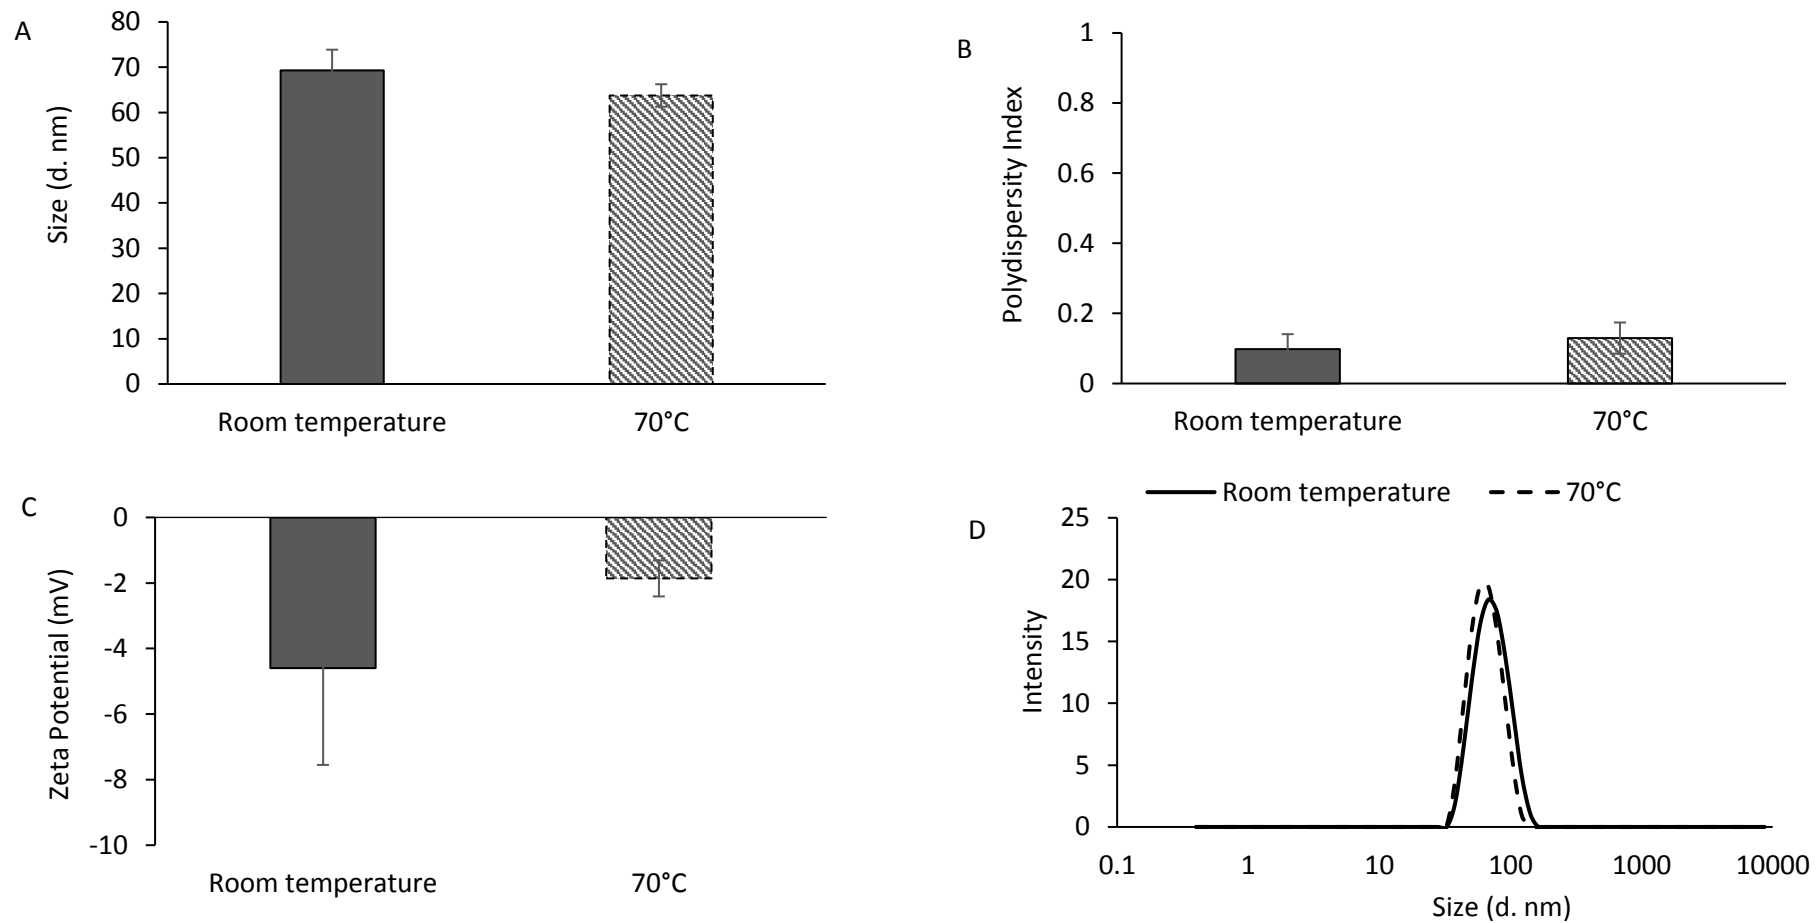 A
Size (d. nm)
80
70
60
50
40
30
20
10
0
Room temperature
70°C
B
Polydispersity Index
1
0.8
0.6
0.4
0.2
0
Room temperature
70°C
C
Zeta Potential (mV)
0
-2
-4
-6
-8
-10
Room temperature
70°C
D
Room temperature
70°C
Intensity
25
20
15
10
5
0
0.1 1 10 100 1000 10000
Size (d. nm)